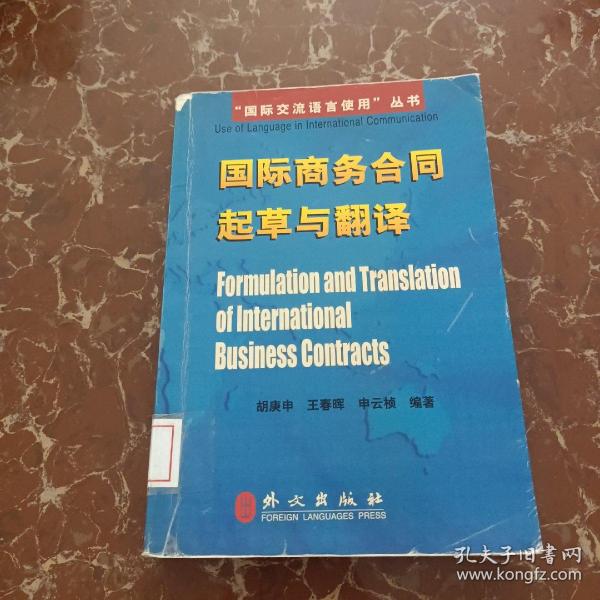 “国际交流语言使用”丛书
Use of Language in International Communication
国际商务合同
起草与翻译
Formulation and Translation
of International
Business Contracts
胡庚申 王春晖 申云桢 编著
外文出版社
FOREIGN LANGUAGES PRESS
孔夫子旧书网
www.kongfz.com